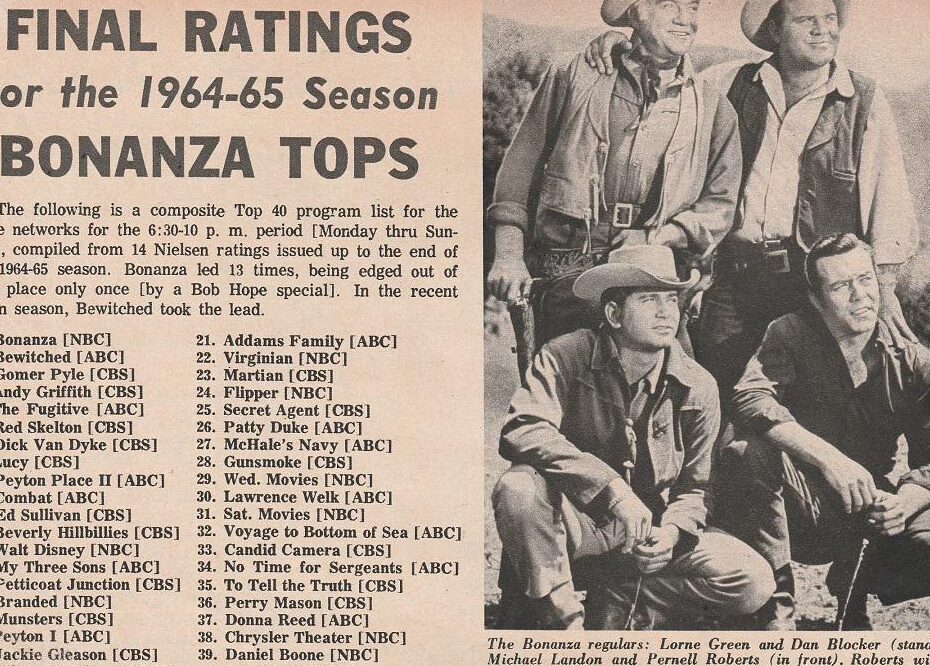 FINAL RATINGS
or the 1964-65 Season
BONANZA TOPS
The following is a composite Top 40 program list for the
e networks for the 6:30-10 p. m. period [Monday thru Sun-
, compiled from 14 Nielsen ratings issued up to the end of
1964-65 season. Bonanza led 13 times, being edged out of
place only once [by a Bob Hope special]. In the recent
n season, Bewitched took the lead.
Bonanza [NBC]
Bewitched [ABC]
Gomer Pyle [CBS]
Andy Griffith [CBS]
The Fugitive [ABC]
Red Skelton [CBS]
Dick Van Dyke [CBS]
Lucy [CBS]
Peyton Place II [ABC]
Combat [ABC]
Ed Sullivan [CBS]
Beverly Hillbillies [CBS]
Walt Disney [NBC]
My Three Sons [ABC]
Petticoat Junction [CBS]
Branded [NBC]
Munsters [CBS]
Peyton I [ABC]
Jackie Gleason [CBS]
21. Addams Family [ABC]
22. Virginian [NBC]
23. Martian [CBS]
24. Flipper [NBC]
25. Secret Agent [CBS]
26. Patty Duke [ABC]
27. McHale's Navy [ABC]
28. Gunsmoke [CBS]
29. Wed. Movies [NBC]
30. Lawrence Welk [ABC]
31. Sat. Movies [NBC]
32. Voyage to Bottom of Sea [ABC]
33. Candid Camera [CBS]
34. No Time for Sergeants [ABC]
35. To Tell the Truth [CBS]
36. Perry Mason [CBS]
37. Donna Reed [ABC]
38. Chrysler Theater [NBC]
39. Daniel Boone [NBC]
The Bonanza regulars: Lorne Green and Dan Blocker (stand
Michael Landon and Pernell Roberts (in front). Roberts wi